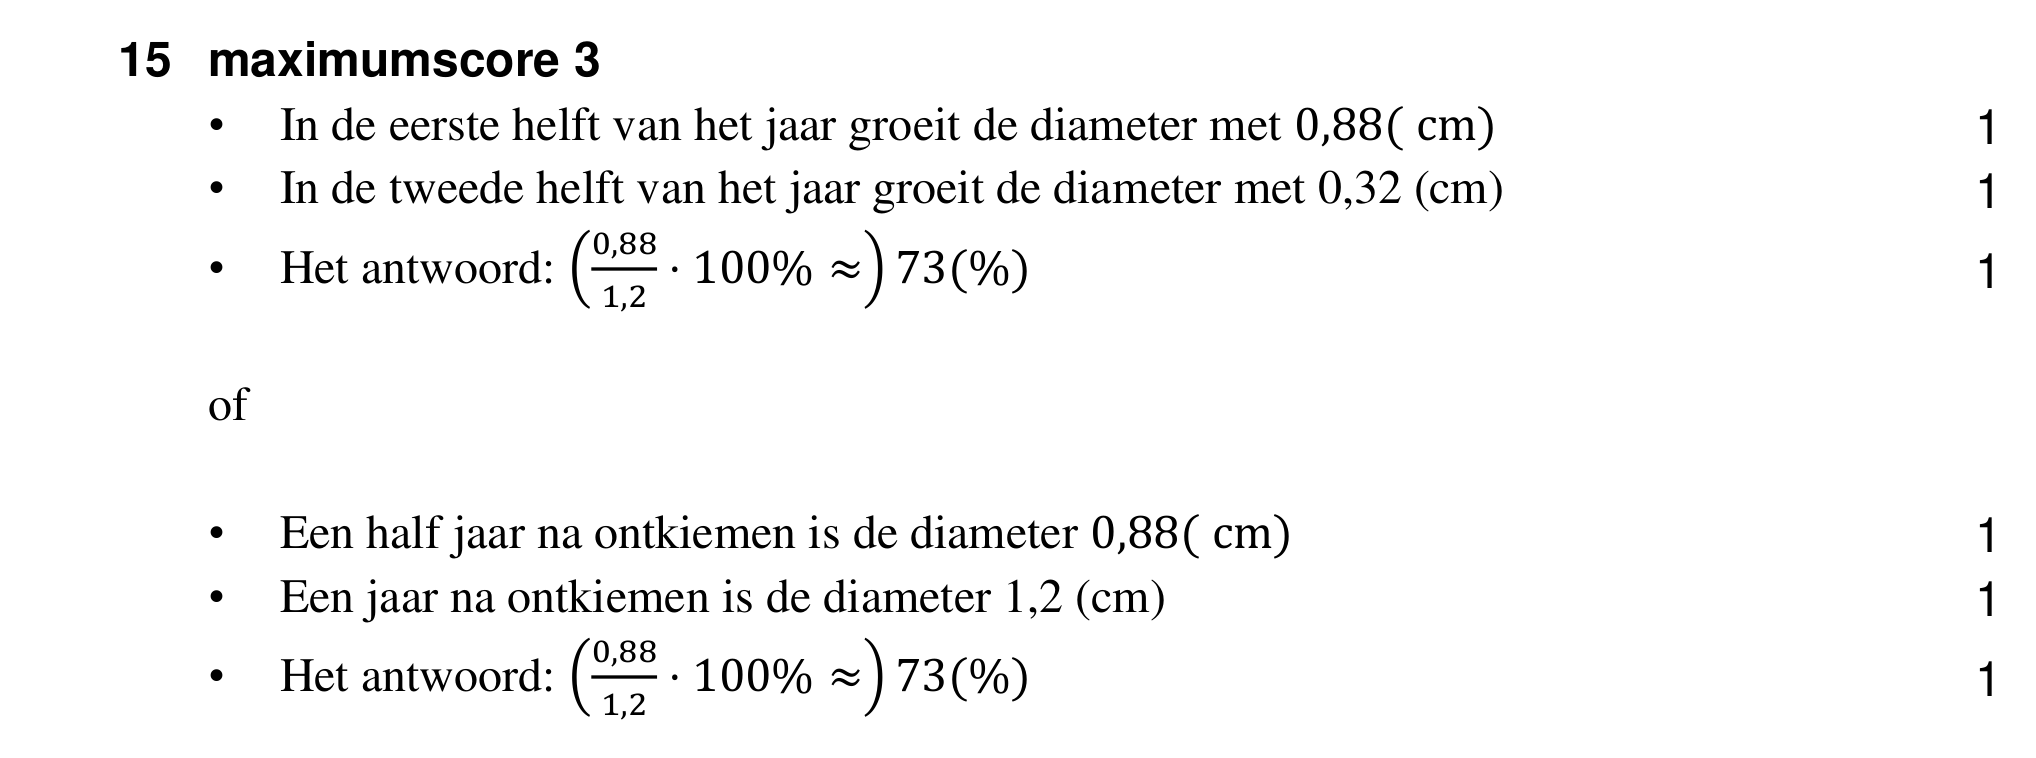 15 maximumscore 3
• In de eerste helft van het jaar groeit de diameter met 0,88( cm) 1
• In de tweede helft van het jaar groeit de diameter met 0,32 (cm) 1
• Het antwoord: (0,88/1,2 · 100% ≈) 73(%) 1
of
• Een half jaar na ontkiemen is de diameter 0,88( cm) 1
• Een jaar na ontkiemen is de diameter 1,2 (cm) 1
• Het antwoord: (0,88/1,2 · 100% ≈) 73(%) 1